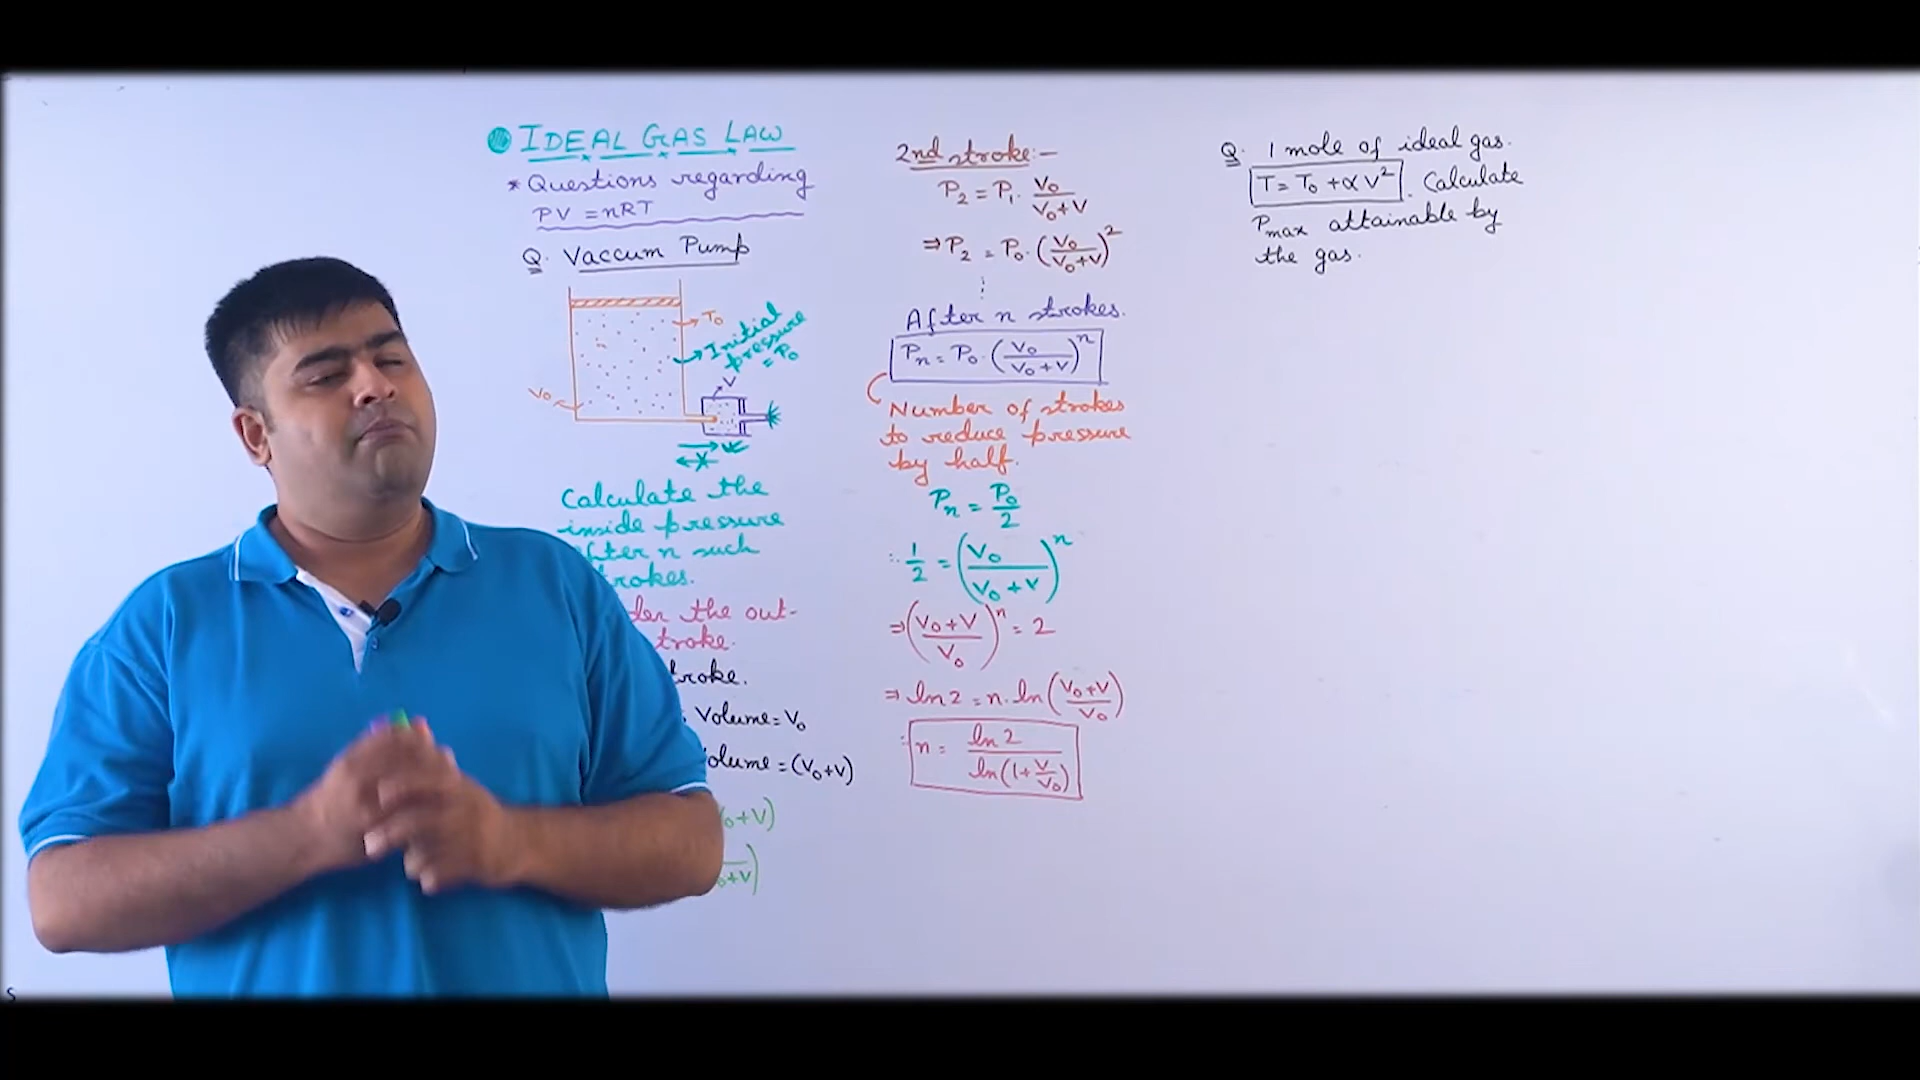 IDEAL GAS LAW
* Questions regarding
PV = nRT
Q. Vaccum Pump
T₀
Initial
pressure
= P₀
V
V₀
Calculate the
inside pressure
after n such
strokes.
the out-
stroke.
stroke.
Volume = V₀
Volume = (V₀+V)
+V)
+V)
2nd stroke:-
P₂ = P₁ · V₀/(V₀+V)
⇒ P₂ = P₀ · (V₀/(V₀+V))²
After n strokes.
Pₙ = P₀ · (V₀/(V₀+V))ⁿ
Number of strokes
to reduce pressure
by half.
Pₙ = P₀/2
∴ 1/2 = (V₀/(V₀+V))ⁿ
⇒ ((V₀+V)/V₀)ⁿ = 2
⇒ ln 2 = n · ln((V₀+V)/V₀)
∴ n = ln 2/ln(1+V/V₀)
Q. 1 mole of ideal gas.
T = T₀ + αV². Calculate
Pmax attainable by
the gas.
S